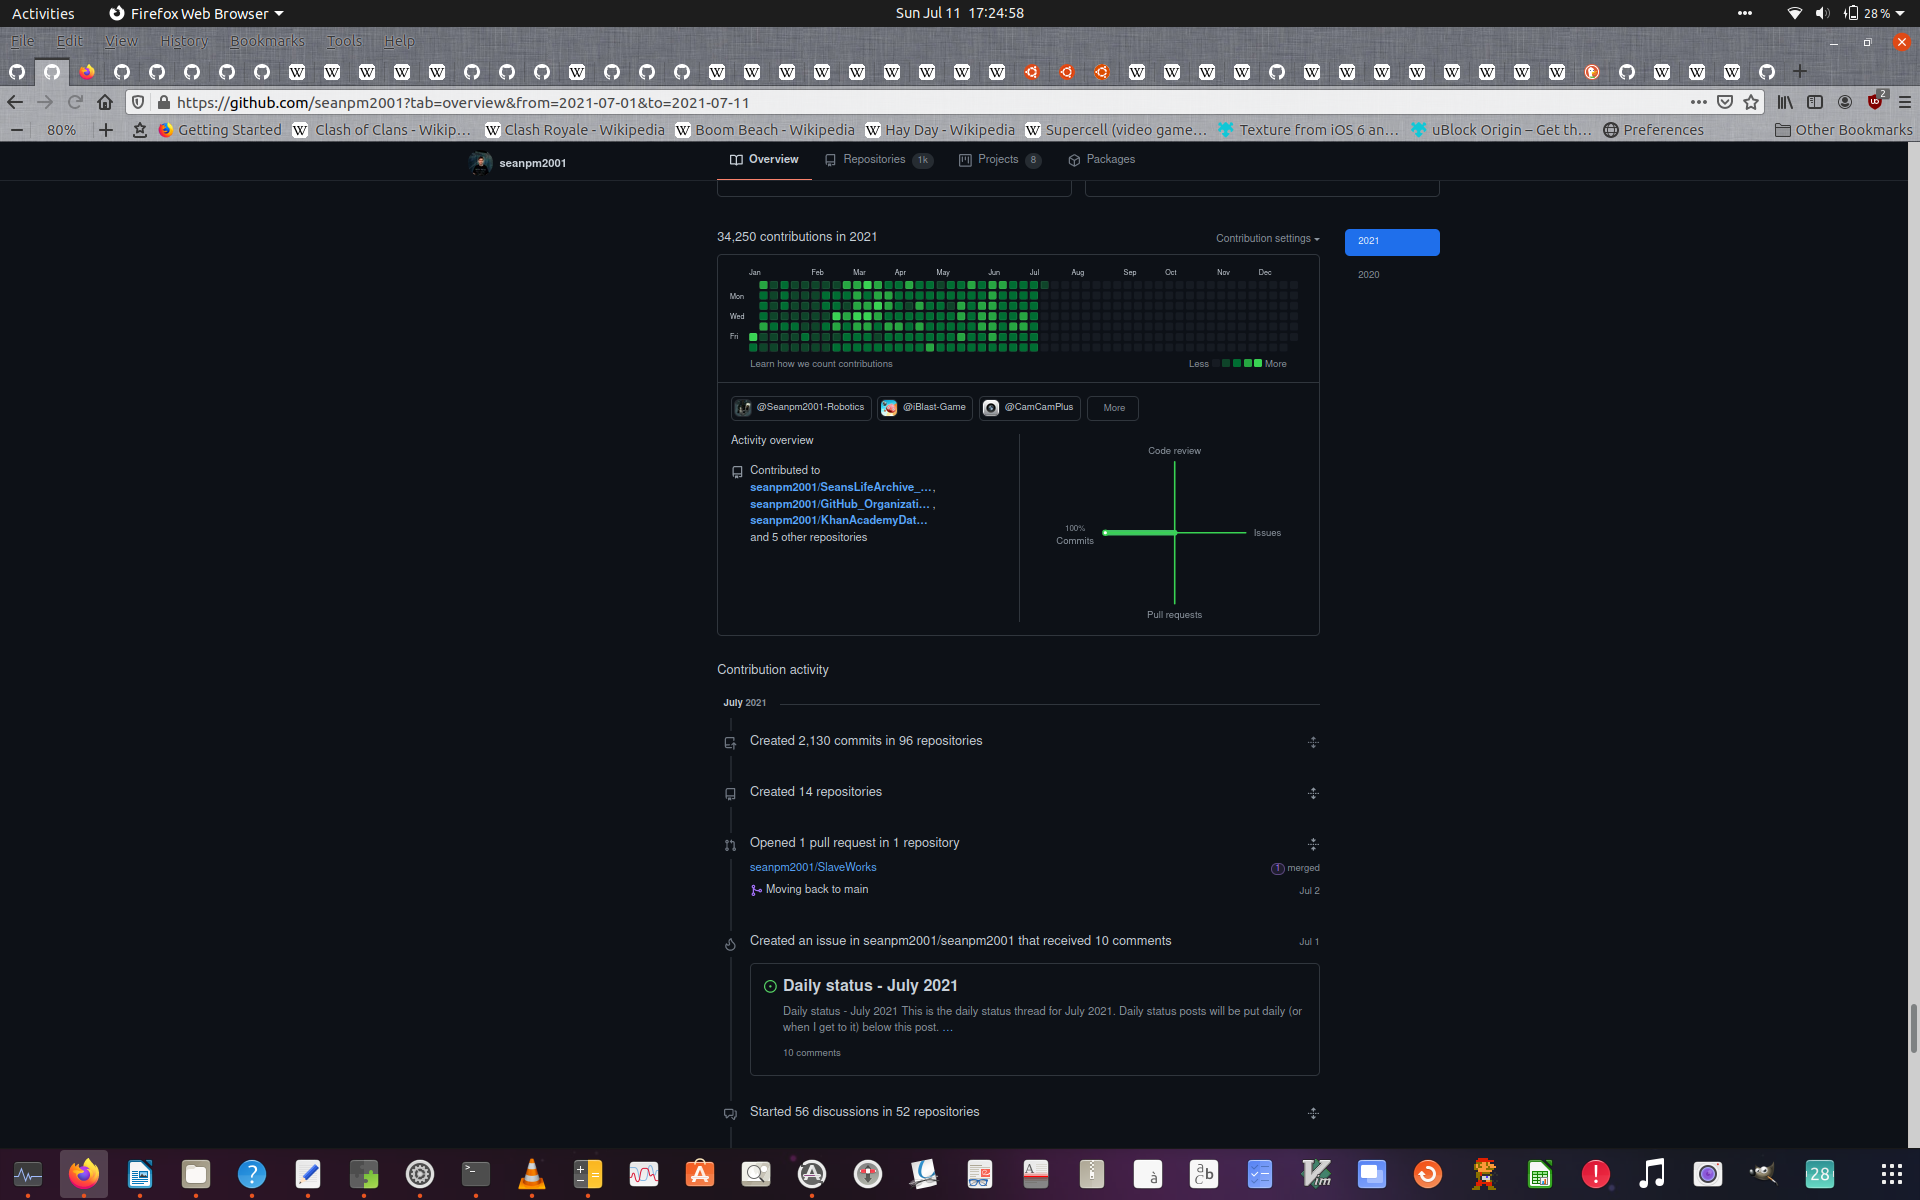 Activities
Firefox Web Browser
Sun Jul 11 17:24:58
28 %
File Edit View History Bookmarks Tools Help
https://github.com/seanpm2001?tab=overview&from=2021-07-01&to=2021-07-11
2
80%
Getting Started
Clash of Clans - Wikip…
Clash Royale - Wikipedia
Boom Beach - Wikipedia
Hay Day - Wikipedia
Supercell (video game…
Texture from iOS 6 an…
uBlock Origin – Get th…
Preferences
Other Bookmarks
seanpm2001
Overview
Repositories 1k
Projects 8
Packages
34,250 contributions in 2021
Contribution settings
2021
2020
Jan Feb Mar Apr May Jun Jul Aug Sep Oct Nov Dec
Mon
Wed
Fri
Learn how we count contributions
Less
More
@Seanpm2001-Robotics
@iBlast-Game
@CamCamPlus
More
Activity overview
Contributed to
seanpm2001/SeansLifeArchive_…,
seanpm2001/GitHub_Organizati… ,
seanpm2001/KhanAcademyDat…
and 5 other repositories
Code review
100%
Commits
Issues
Pull requests
Contribution activity
July 2021
Created 2,130 commits in 96 repositories
Created 14 repositories
Opened 1 pull request in 1 repository
seanpm2001/SlaveWorks
1 merged
Moving back to main
Jul 2
Created an issue in seanpm2001/seanpm2001 that received 10 comments
Jul 1
Daily status - July 2021
Daily status - July 2021 This is the daily status thread for July 2021. Daily status posts will be put daily (or
when I get to it) below this post. …
10 comments
Started 56 discussions in 52 repositories
28